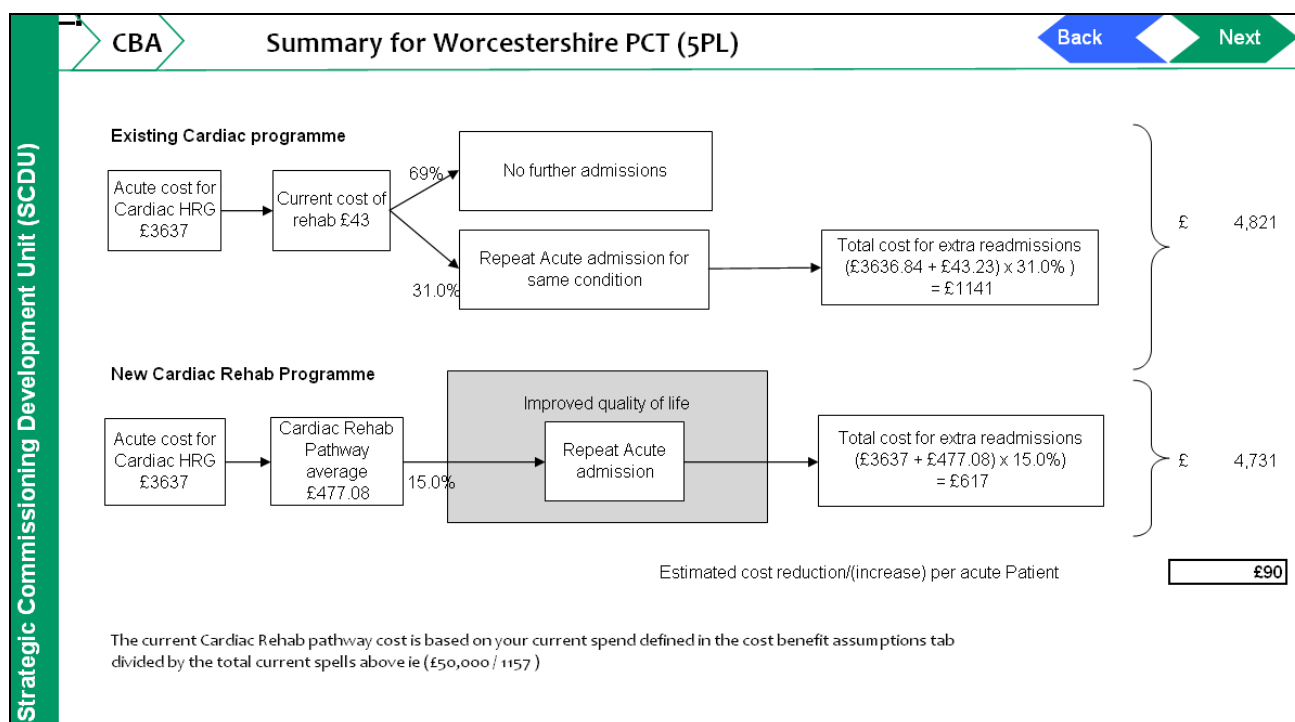 CBA
Summary for Worcestershire PCT (5PL)
Back
Next
Strategic Commissioning Development Unit (SCDU)
Existing Cardiac programme
Acute cost for
Cardiac HRG
£3637
Current cost of
rehab £43
69%
No further admissions
31.0%
Repeat Acute admission for
same condition
Total cost for extra readmissions
(£3636.84 + £43.23) x 31.0% )
= £1141
£ 4,821
New Cardiac Rehab Programme
Acute cost for
Cardiac HRG
£3637
Cardiac Rehab
Pathway
average
£477.08
15.0%
Improved quality of life
Repeat Acute
admission
Total cost for extra readmissions
(£3637 + £477.08) x 15.0%)
= £617
£ 4,731
Estimated cost reduction/(increase) per acute Patient £90
The current Cardiac Rehab pathway cost is based on your current spend defined in the cost benefit assumptions tab
divided by the total current spells above ie (£50,000 / 1157 )